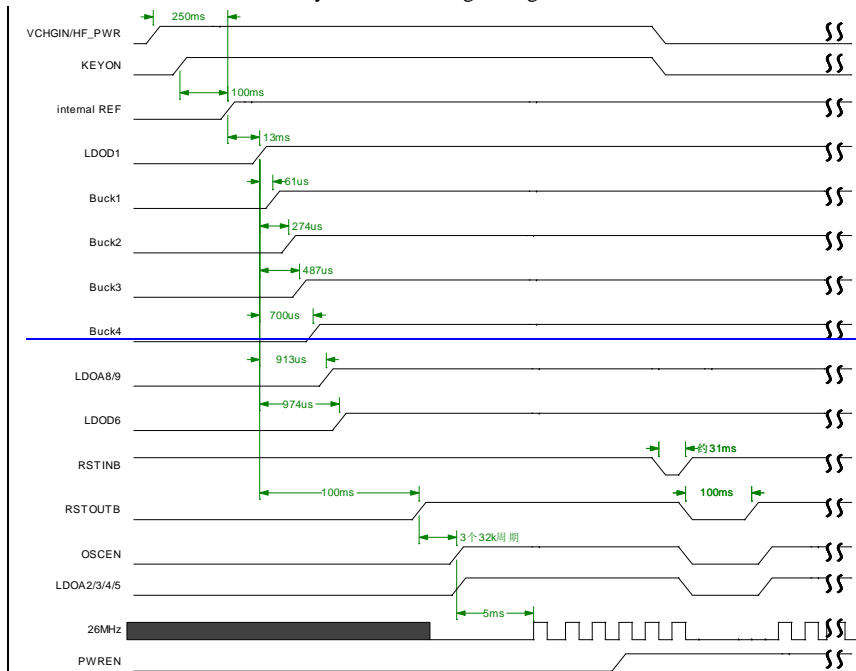 250ms
VCHGIN/HF_PWR
KEYON
100ms
internal REF
13ms
LDOD1
61us
Buck1
274us
Buck2
487us
Buck3
700us
Buck4
913us
LDOA8/9
974us
LDOD6
约31ms
RSTINB
100ms
100ms
RSTOUTB
3个32k周期
OSCEN
LDOA2/3/4/5
5ms
26MHz
PWREN